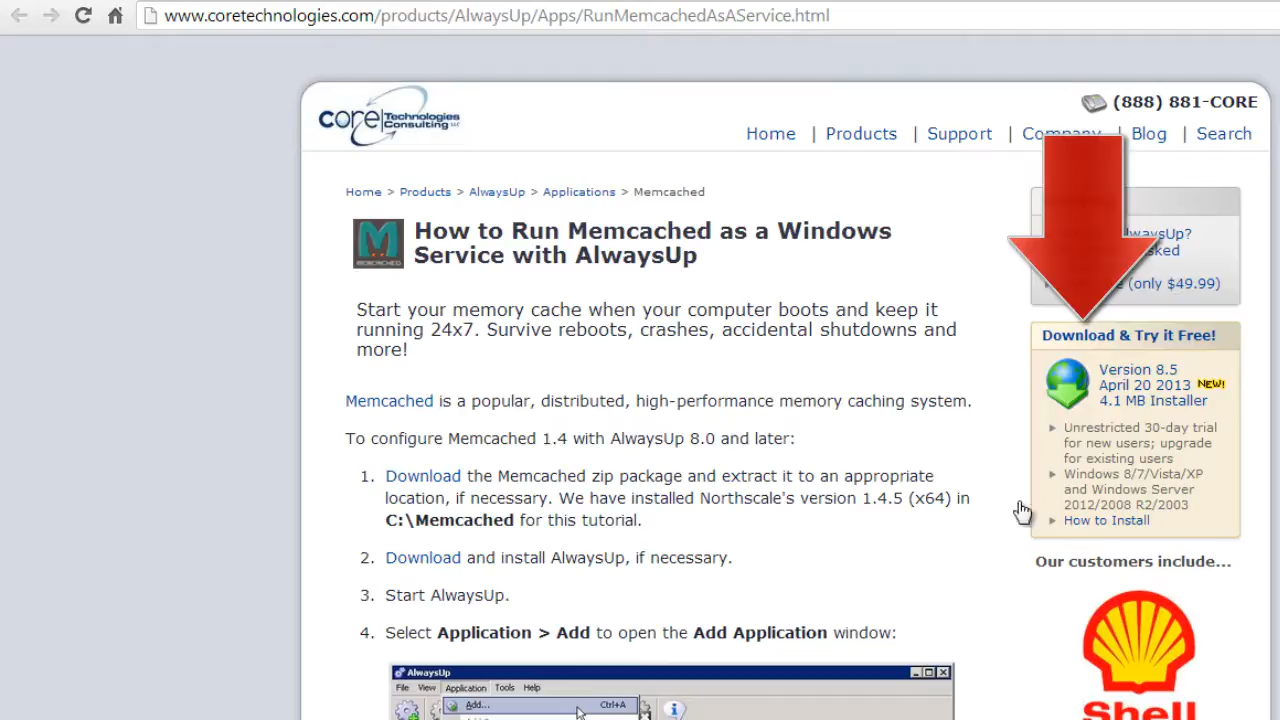 www.coretechnologies.com/products/AlwaysUp/Apps/RunMemcachedAsAService.html
core Technologies Consulting LLC
(888) 881-CORE
Home | Products | Support | Company | Blog | Search
Home > Products > AlwaysUp > Applications > Memcached
How to Run Memcached as a Windows
Service with AlwaysUp
Start your memory cache when your computer boots and keep it
running 24x7. Survive reboots, crashes, accidental shutdowns and
more!
Memcached is a popular, distributed, high-performance memory caching system.
To configure Memcached 1.4 with AlwaysUp 8.0 and later:
1. Download the Memcached zip package and extract it to an appropriate
location, if necessary. We have installed Northscale's version 1.4.5 (x64) in
C:\Memcached for this tutorial.
2. Download and install AlwaysUp, if necessary.
3. Start AlwaysUp.
4. Select Application > Add to open the Add Application window:
AlwaysUp
File View Application Tools Help
Add... Ctrl+A
(only $49.99)
Download & Try it Free!
Version 8.5
April 20 2013 NEW!
4.1 MB Installer
Unrestricted 30-day trial
for new users; upgrade
for existing users
Windows 8/7/Vista/XP
and Windows Server
2012/2008 R2/2003
How to Install
Our customers include...
Shell